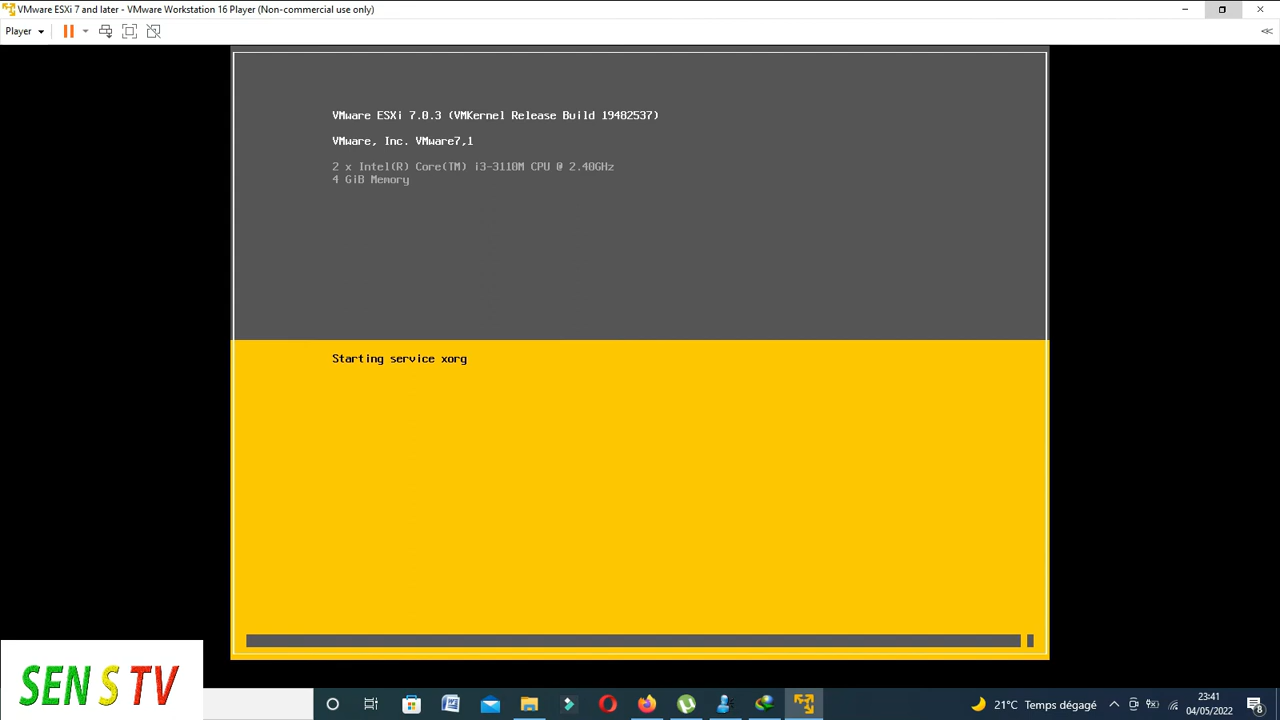 VMware ESXi 7 and later - VMware Workstation 16 Player (Non-commercial use only)
Player
VMware ESXi 7.0.3 (VMKernel Release Build 19482537)
VMware, Inc. VMware7,1
2 x Intel(R) Core(TM) i3-3110M CPU @ 2.40GHz
4 GiB Memory
Starting service xorg
SEN S TV
21°C Temps dégagé
23:41
04/05/2022
8